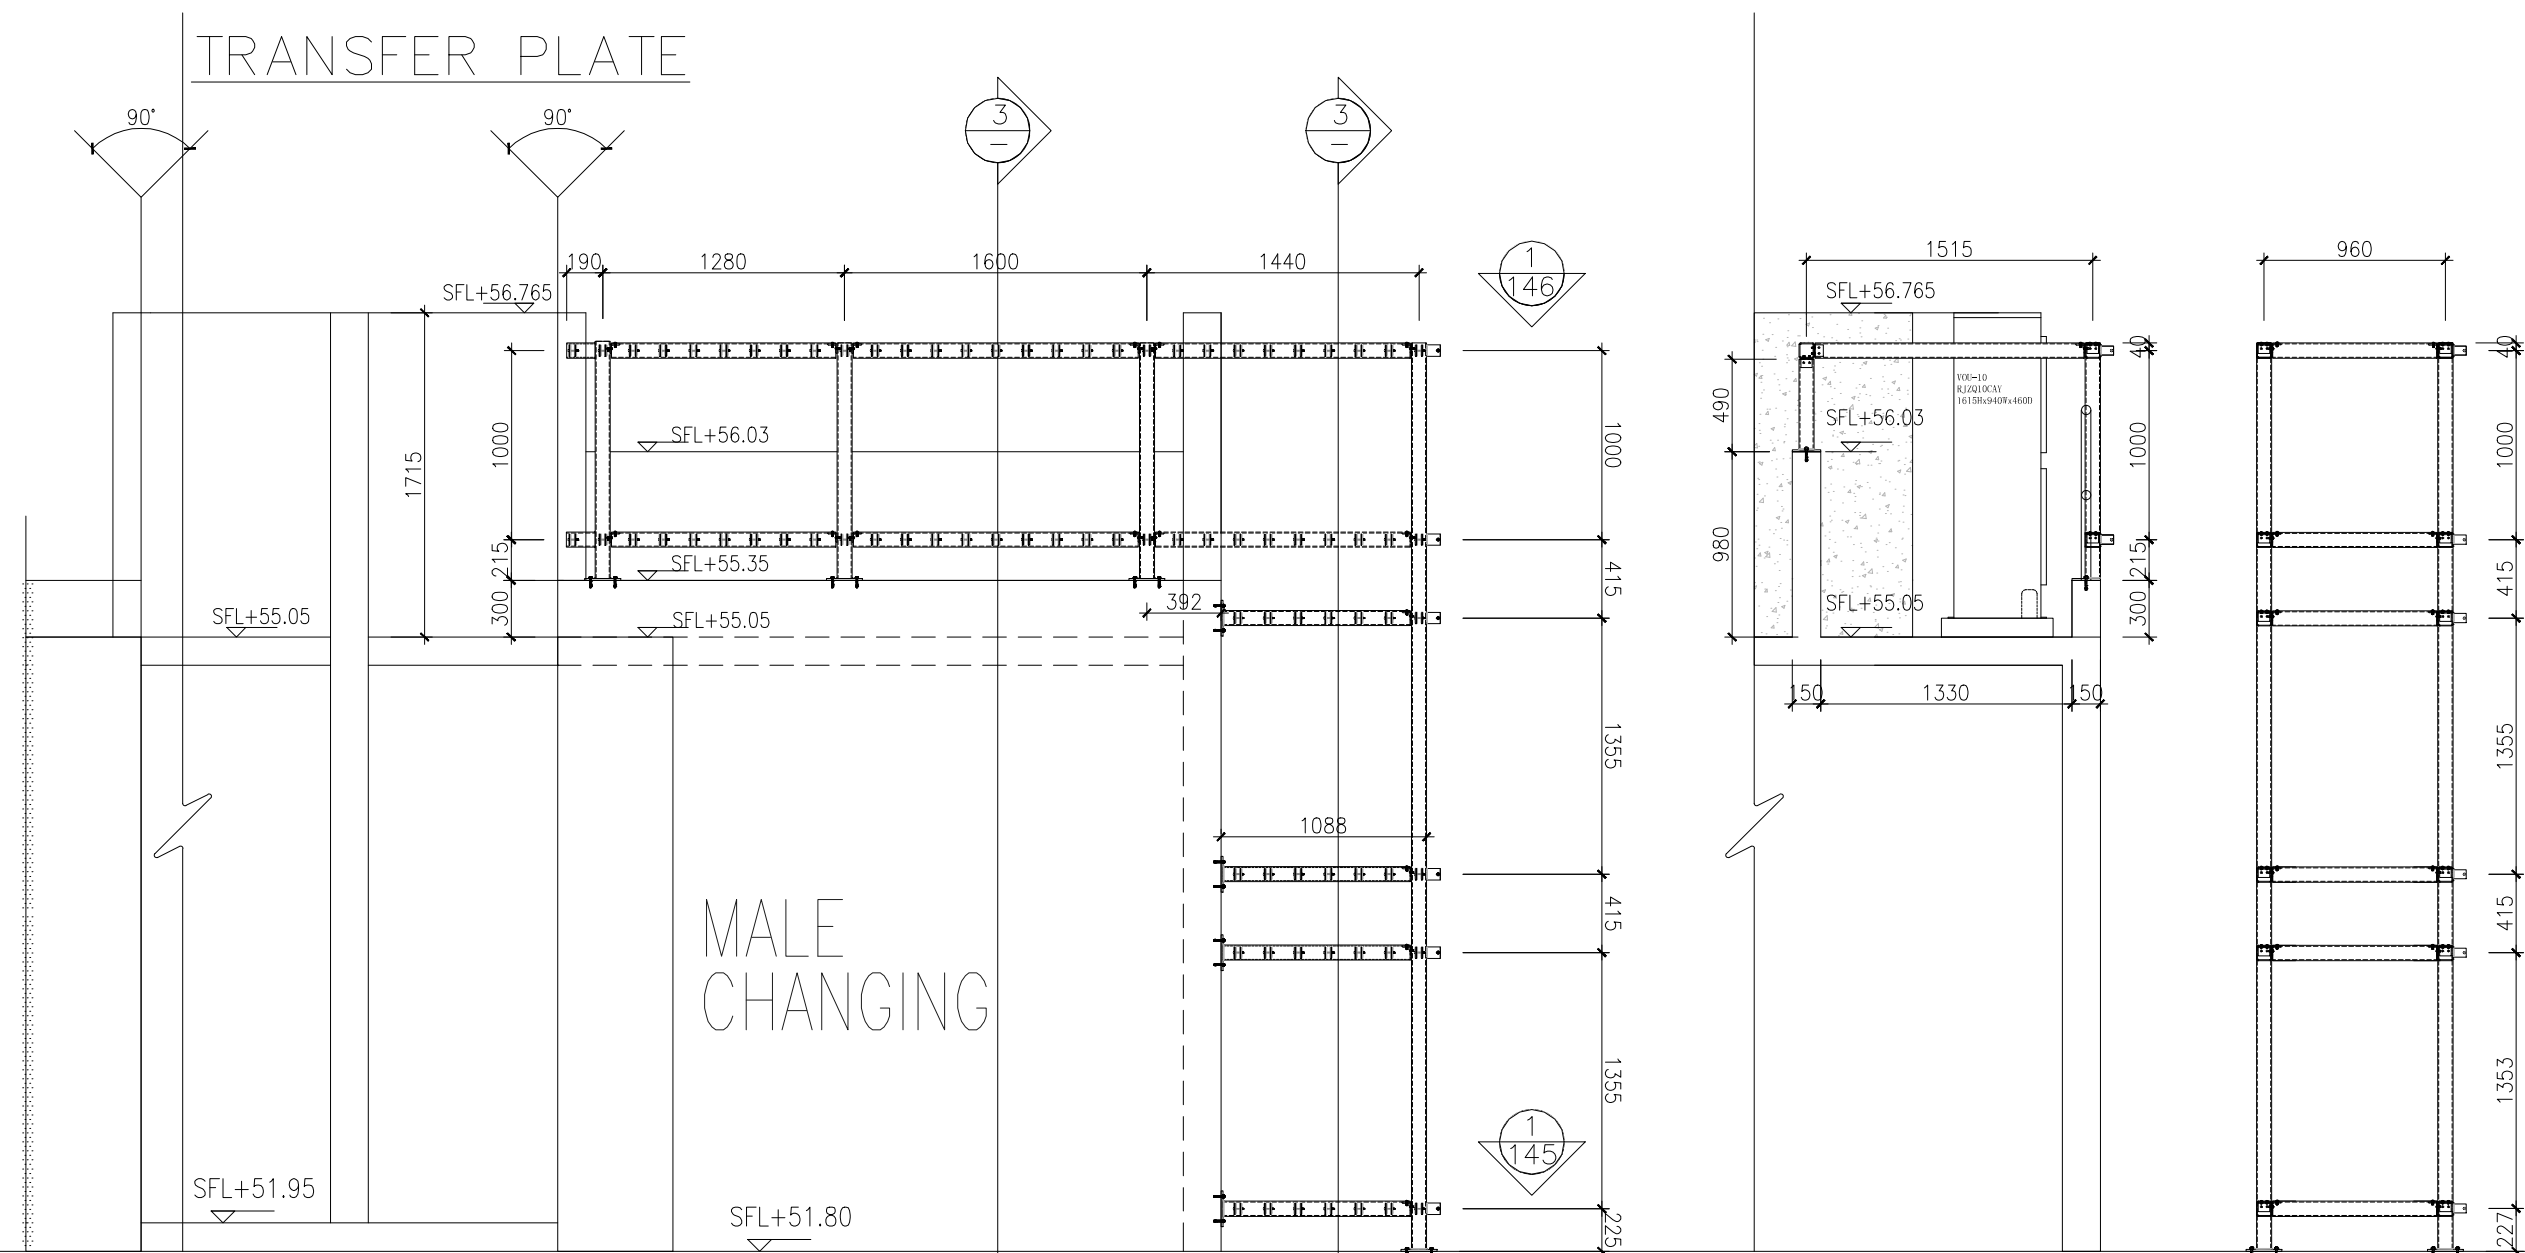 TRANSFER PLATE
90°
90°
3
–
3
–
190
1280
1600
1440
1
146
1515
960
SFL+56.765
SFL+56.765
40
40
VOU-10
RJZQ10CAY
1615Hx940Wx460D
490
SFL+56.03
SFL+56.03
1000
1715
1000
1000
1000
980
215
SFL+55.35
415
215
415
300
392
SFL+55.05
SFL+55.05
SFL+55.05
300
150
1330
150
1355
1355
1088
415
415
MALE
CHANGING
1355
1353
1
145
SFL+51.95
SFL+51.80
225
227